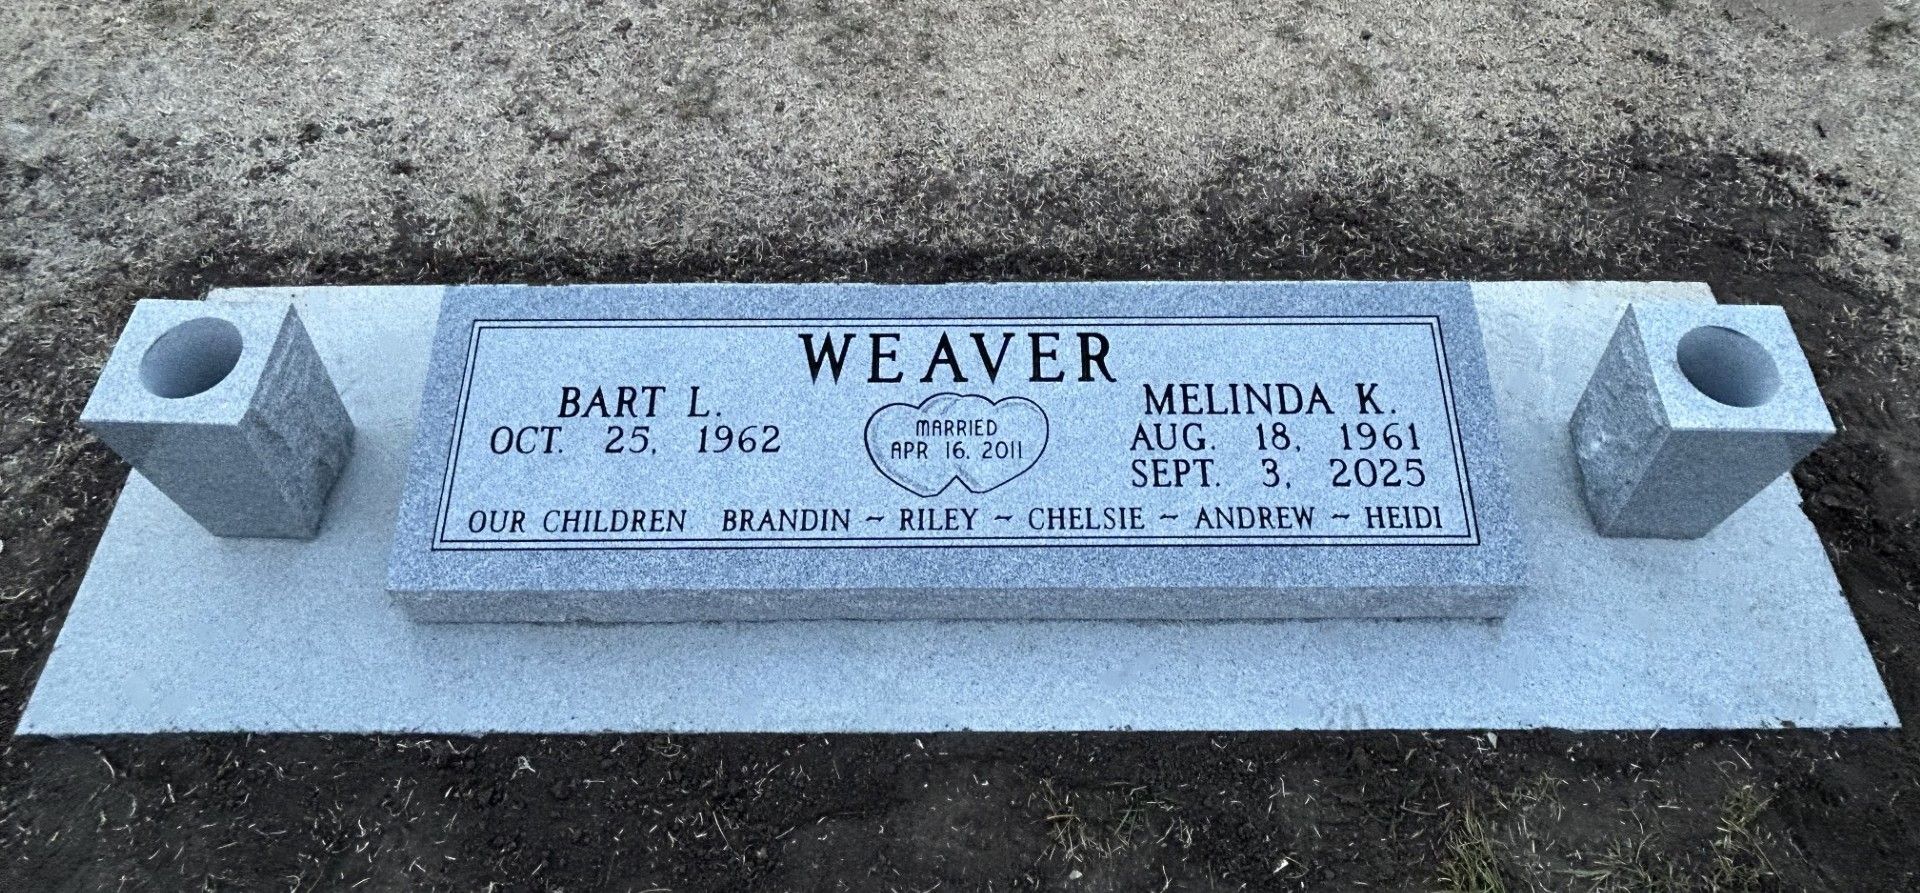 WEAVER
BART L.
OCT. 25, 1962
MARRIED
APR 16, 2011
MELINDA K.
AUG. 18, 1961
SEPT. 3, 2025
OUR CHILDREN BRANDIN ~ RILEY ~ CHELSIE ~ ANDREW ~ HEIDI